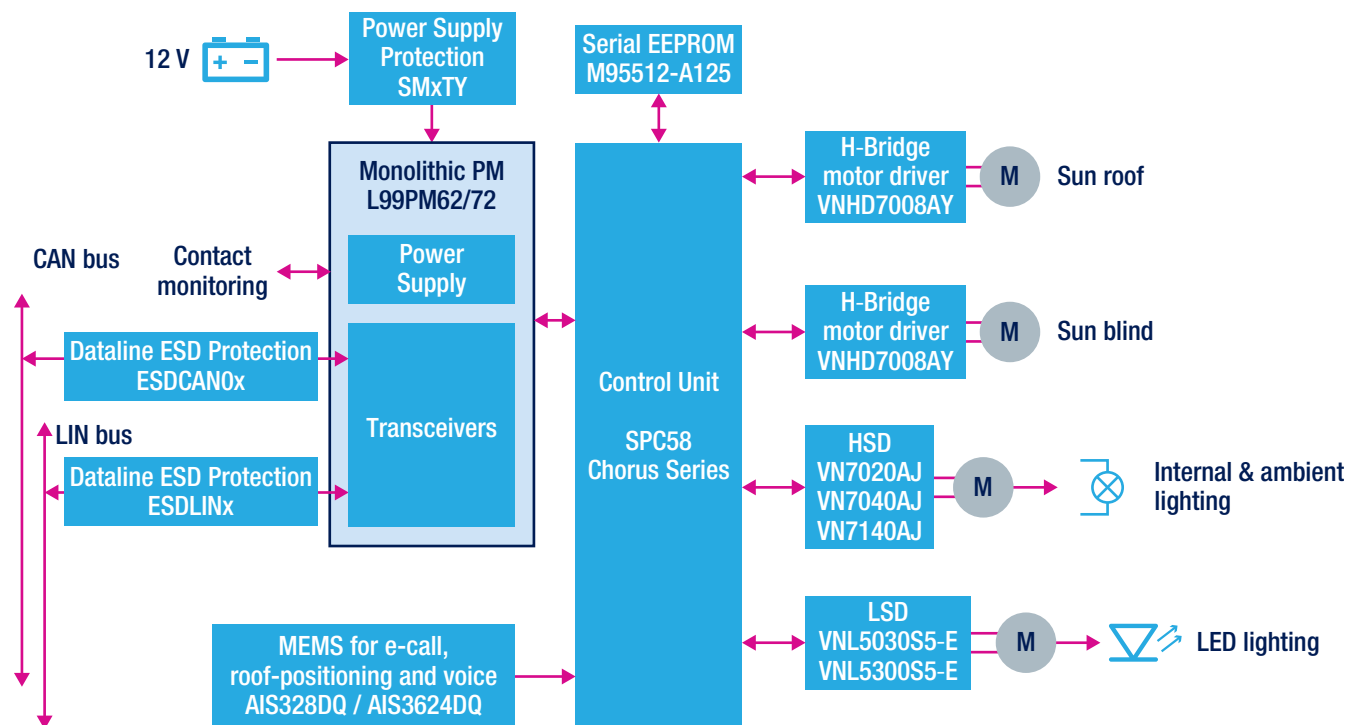 12 V
+ -
Power Supply
Protection
SMxTY
Serial EEPROM
M95512-A125
Monolithic PM
L99PM62/72
Power
Supply
Transceivers
CAN bus
Contact
monitoring
Dataline ESD Protection
ESDCAN0x
LIN bus
Dataline ESD Protection
ESDLINx
MEMS for e-call,
roof-positioning and voice
AIS328DQ / AIS3624DQ
Control Unit
SPC58
Chorus Series
H-Bridge
motor driver
VNHD7008AY
M
Sun roof
H-Bridge
motor driver
VNHD7008AY
M
Sun blind
HSD
VN7020AJ
VN7040AJ
VN7140AJ
M
Internal & ambient
lighting
LSD
VNL5030S5-E
VNL5300S5-E
M
LED lighting